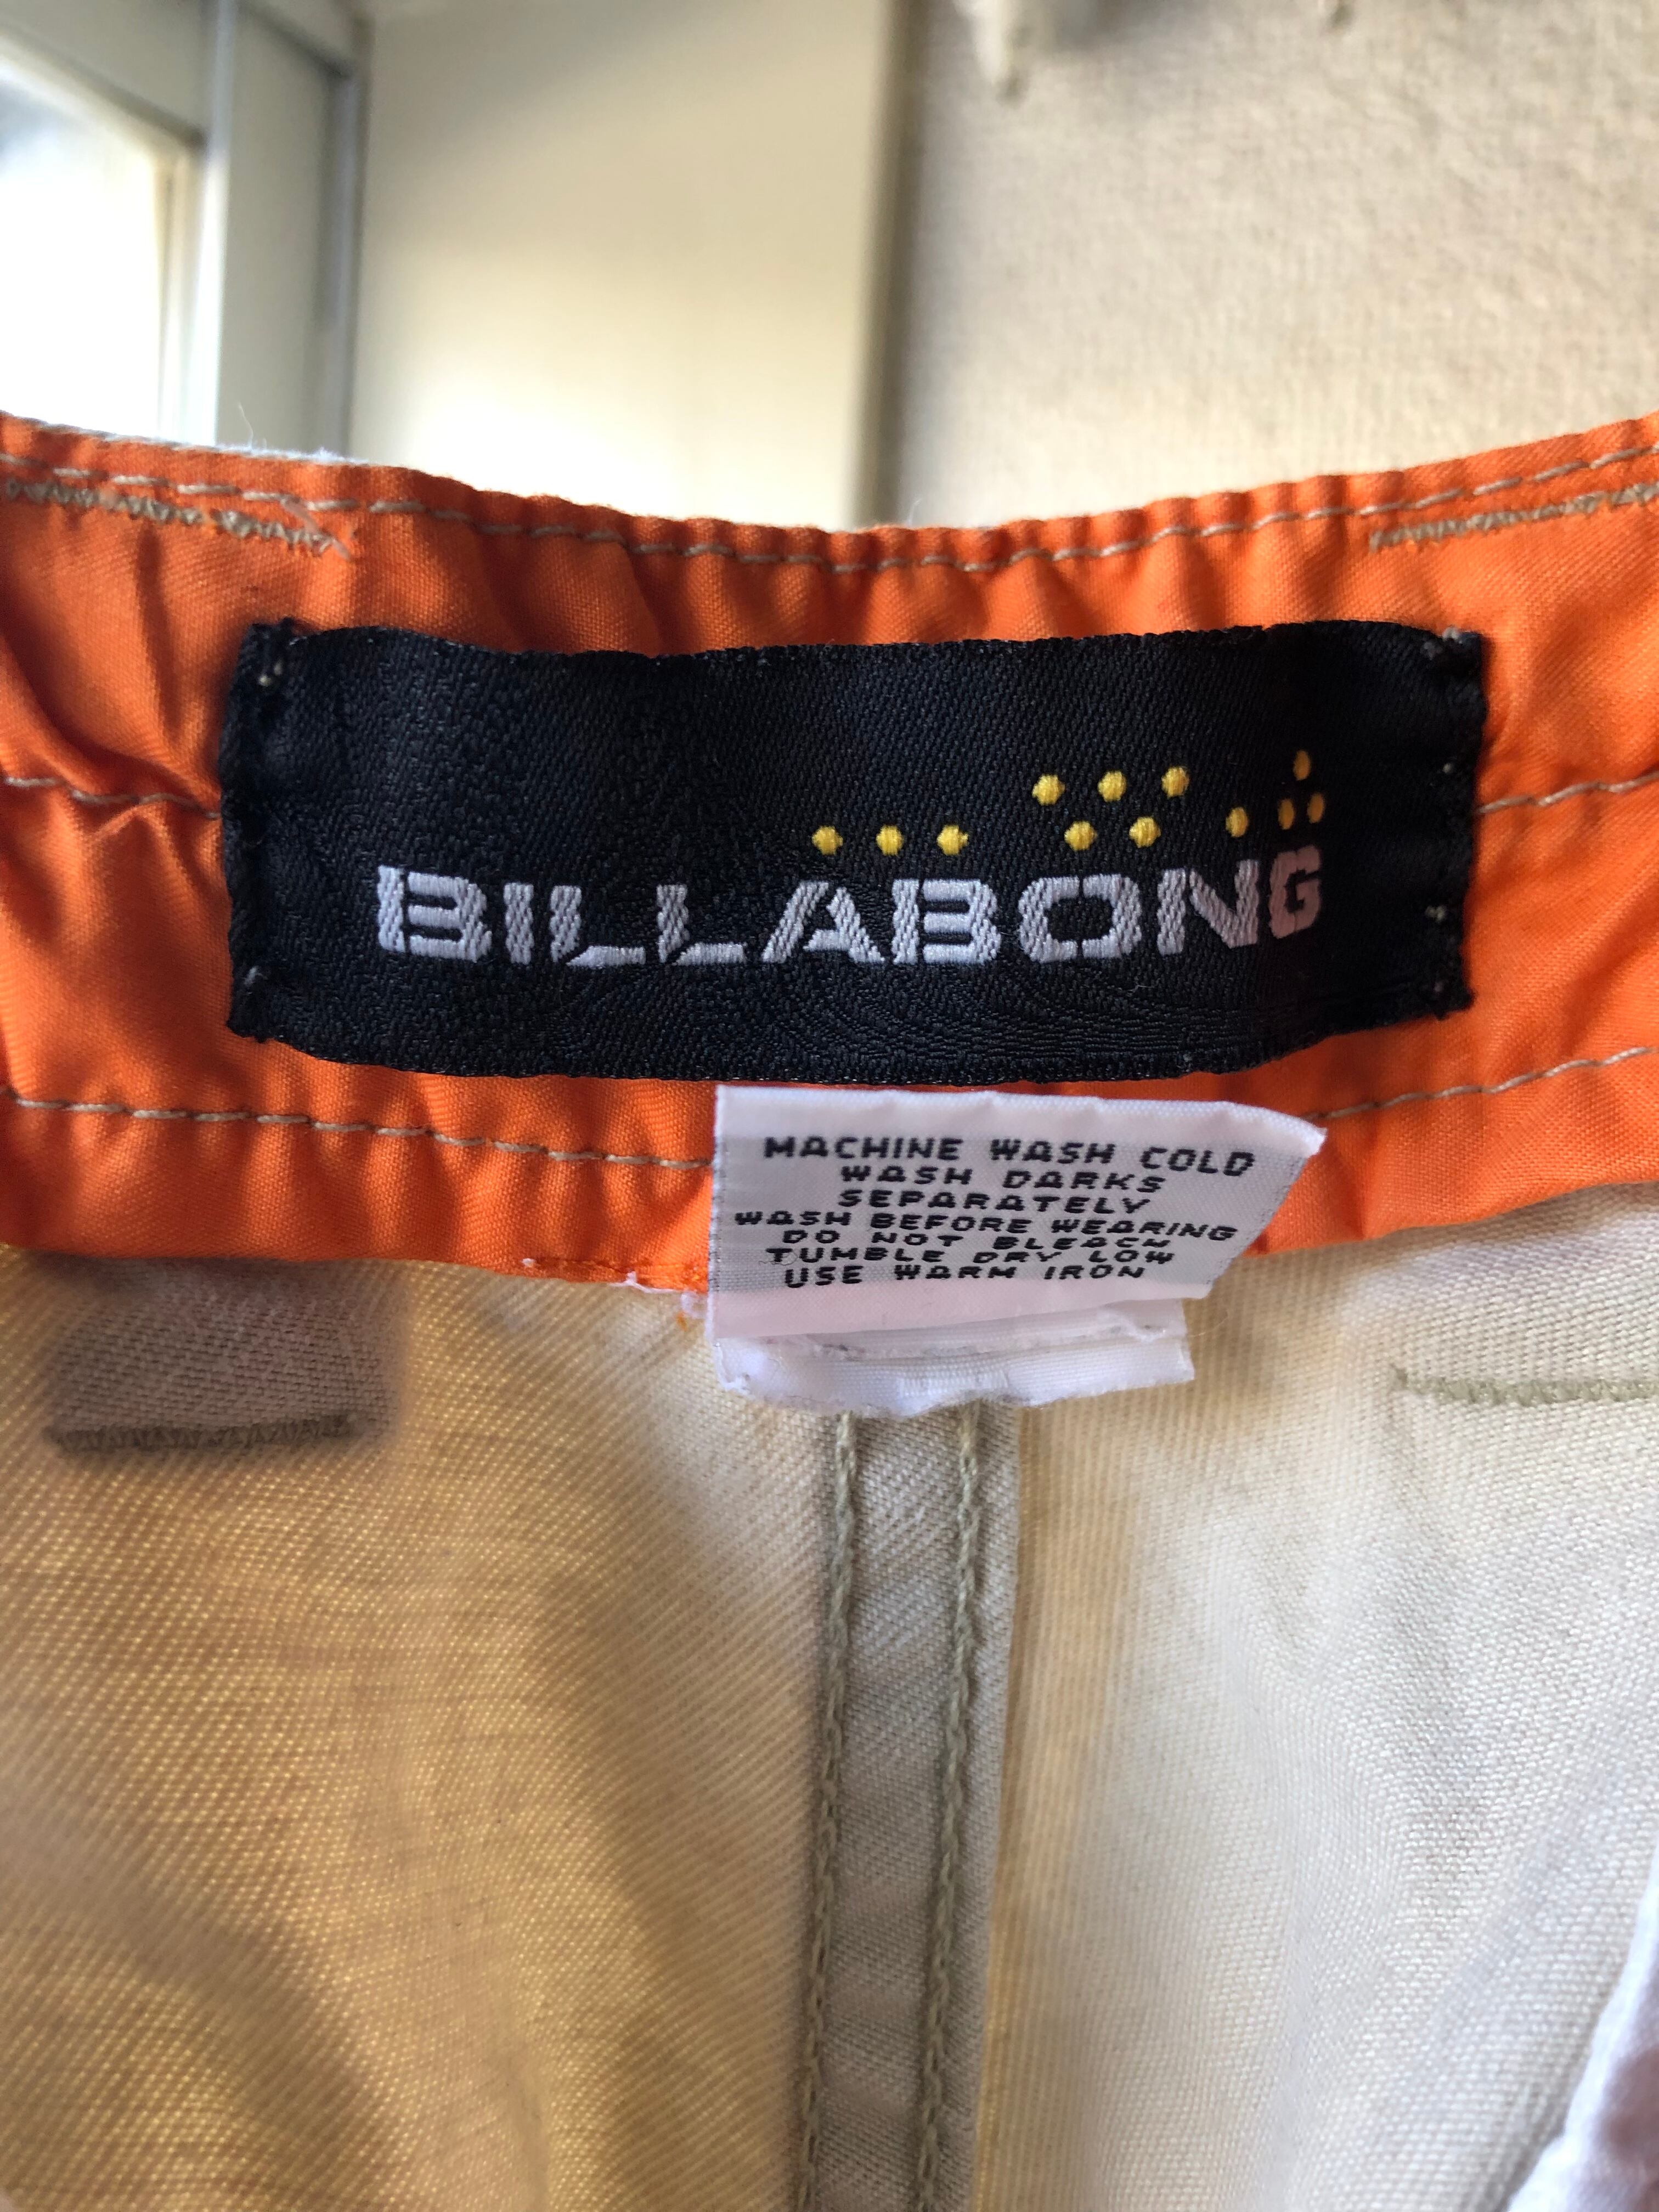 BILLABONG
MACHINE WASH COLD
WASH DARKS
SEPARATELY
WASH BEFORE WEARING
DO NOT BLEACH
TUMBLE DRY LOW
USE WARM IRON